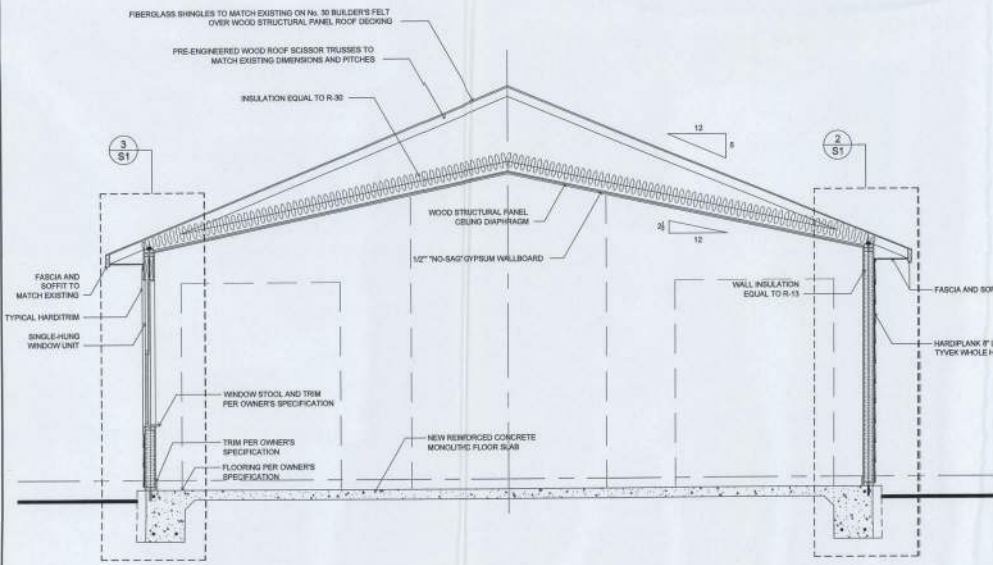 FIBERGLASS SHINGLES TO MATCH EXISTING ON No. 30 BUILDER'S FELT
OVER WOOD STRUCTURAL PANEL ROOF DECKING
PRE-ENGINEERED WOOD ROOF SCISSOR TRUSSES TO
MATCH EXISTING DIMENSIONS AND PITCHES
INSULATION EQUAL TO R-30
3
S1
12
5
2
S1
WOOD STRUCTURAL PANEL
CEILING DIAPHRAGM
2½
12
1/2" "NO-SAG" GYPSUM WALLBOARD
FASCIA AND
SOFFIT TO
MATCH EXISTING
WALL INSULATION
EQUAL TO R-13
FASCIA AND
TYPICAL HARDITRIM
SINGLE-HUNG
WINDOW UNIT
HARDIPLANK 8"
TYVEK WHOLE
WINDOW STOOL AND TRIM
PER OWNER'S SPECIFICATION
TRIM PER OWNER'S
SPECIFICATION
NEW REINFORCED CONCRETE
MONOLITHIC FLOOR SLAB
FLOORING PER OWNER'S
SPECIFICATION